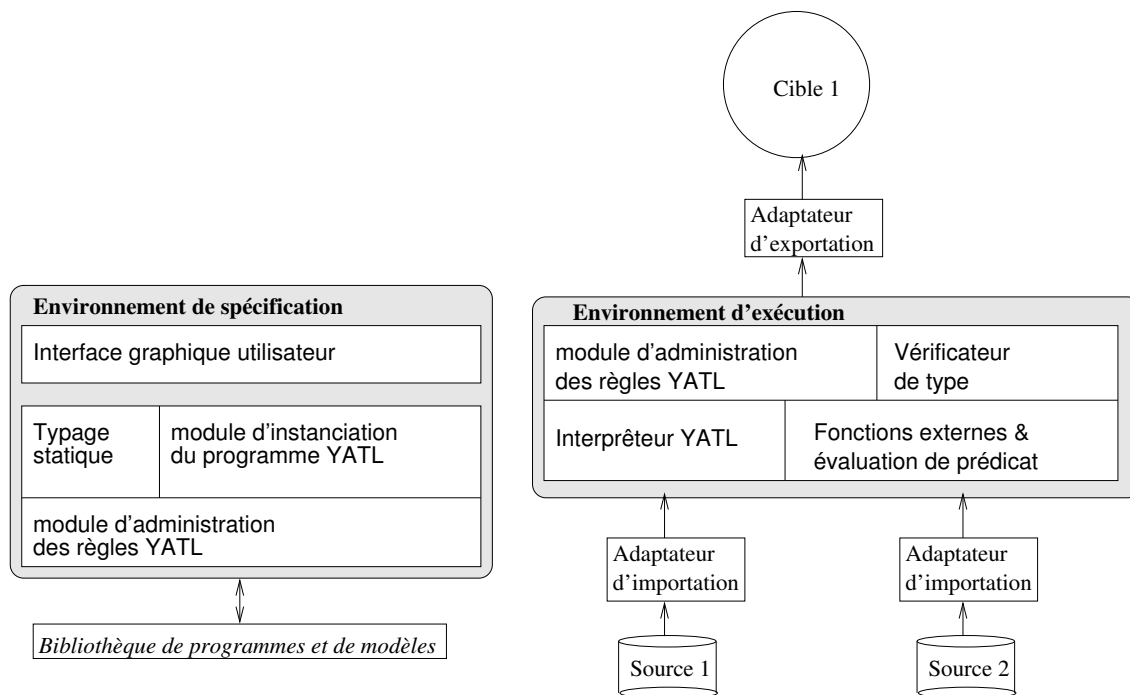 Cible 1
Adaptateur
d'exportation
Environnement de spécification
Interface graphique utilisateur
Typage
statique
module d'instanciation
du programme YATL
module d'administration
des règles YATL
Bibliothèque de programmes et de modèles
Environnement d'exécution
module d'administration
des règles YATL
Vérificateur
de type
Interprêteur YATL
Fonctions externes &
évaluation de prédicat
Adaptateur
d'importation
Adaptateur
d'importation
Source 1
Source 2